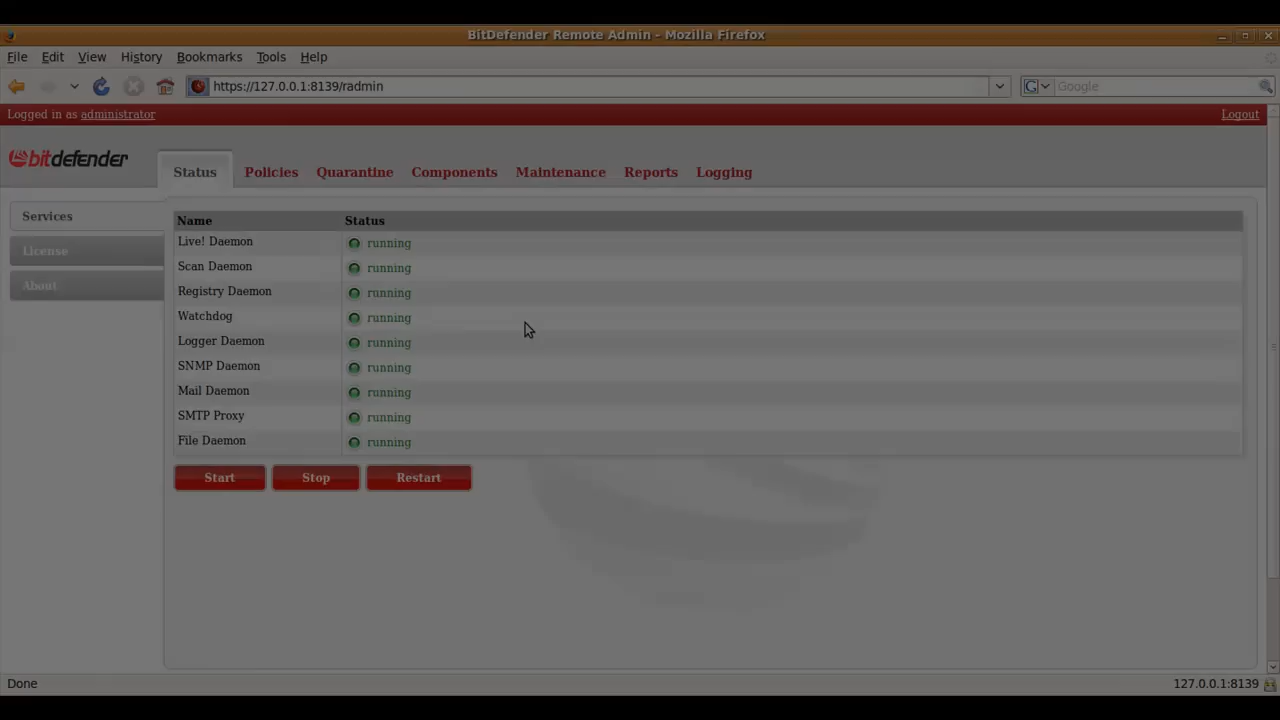 BitDefender Remote Admin - Mozilla Firefox
File Edit View History Bookmarks Tools Help
https://127.0.0.1:8139/radmin
G Google
Logged in as administrator Logout
bitdefender
Status Policies Quarantine Components Maintenance Reports Logging
Services
License
About
Name Status
Live! Daemon running
Scan Daemon running
Registry Daemon running
Watchdog running
Logger Daemon running
SNMP Daemon running
Mail Daemon running
SMTP Proxy running
File Daemon running
Start Stop Restart
Done 127.0.0.1:8139